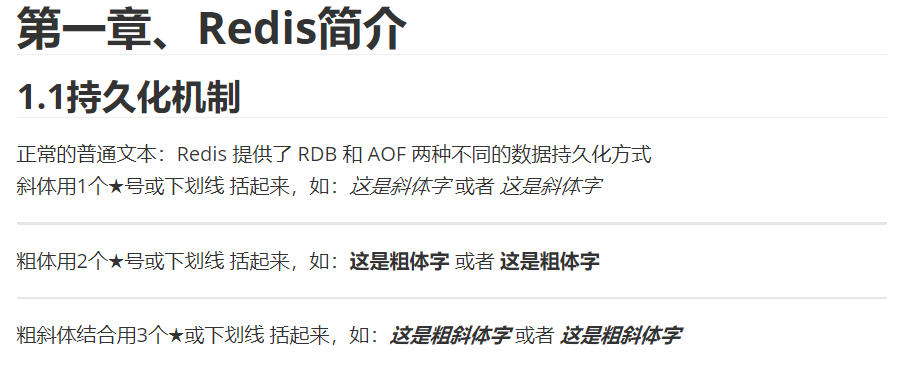 第一章、Redis简介
1.1持久化机制
正常的普通文本：Redis 提供了 RDB 和 AOF 两种不同的数据持久化方式
斜体用1个★号或下划线 括起来，如：这是斜体字 或者 这是斜体字
粗体用2个★号或下划线 括起来，如：这是粗体字 或者 这是粗体字
粗斜体结合用3个★或下划线 括起来，如：这是粗斜体字 或者 这是粗斜体字